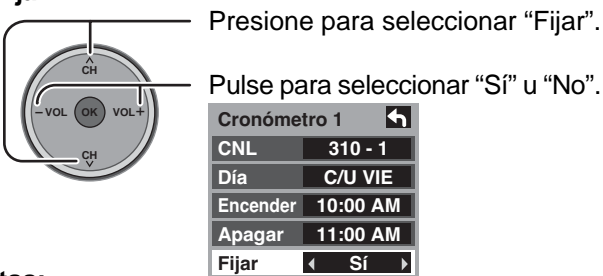 Presione para seleccionar “Fijar”.
CH
– VOL OK VOL +
CH
Pulse para seleccionar “Sí” u “No”.
Cronómetro 1
CNL 310 - 1
Día C/U VIE
Encender 10:00 AM
Apagar 11:00 AM
Fijar Sí